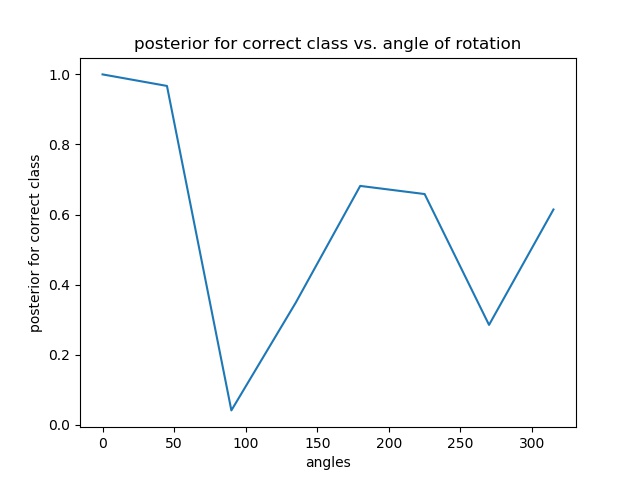 posterior for correct class vs. angle of rotation
posterior for correct class
1.0
0.8
0.6
0.4
0.2
0.0
0 50 100 150 200 250 300
angles